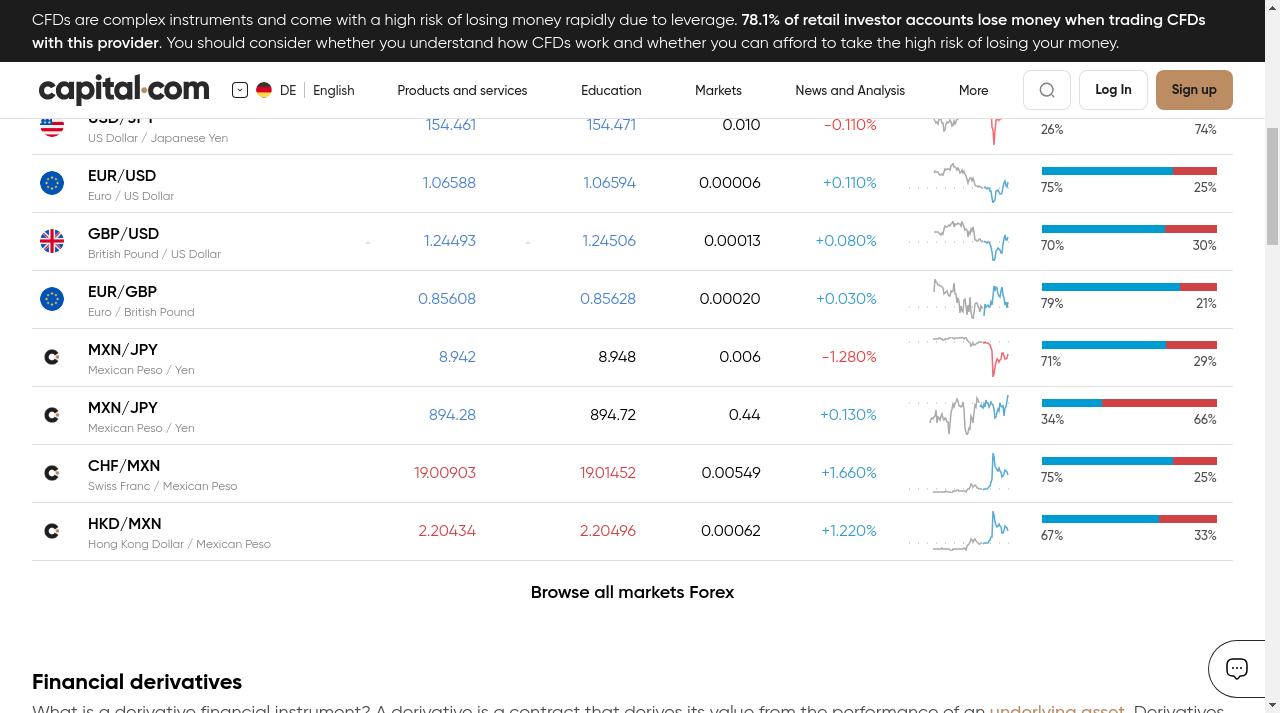 CFDs are complex instruments and come with a high risk of losing money rapidly due to leverage. 78.1% of retail investor accounts lose money when trading CFDs
with this provider. You should consider whether you understand how CFDs work and whether you can afford to take the high risk of losing your money.
capital.com DE English Products and services Education Markets News and Analysis More Log In Sign up
USD/JPY 154.461 154.471 0.010 -0.110%
US Dollar / Japanese Yen 26% 74%
EUR/USD 1.06588 1.06594 0.00006 +0.110%
Euro / US Dollar 75% 25%
GBP/USD 1.24493 1.24506 0.00013 +0.080%
British Pound / US Dollar 70% 30%
EUR/GBP 0.85608 0.85628 0.00020 +0.030%
Euro / British Pound 79% 21%
MXN/JPY 8.942 8.948 0.006 -1.280%
Mexican Peso / Yen 71% 29%
MXN/JPY 894.28 894.72 0.44 +0.130%
Mexican Peso / Yen 34% 66%
CHF/MXN 19.00903 19.01452 0.00549 +1.660%
Swiss Franc / Mexican Peso 75% 25%
HKD/MXN 2.20434 2.20496 0.00062 +1.220%
Hong Kong Dollar / Mexican Peso 67% 33%
Browse all markets Forex
Financial derivatives
What is a derivative financial instrument? A derivative is a contract that derives its value from the performance of an underlying asset. Derivatives